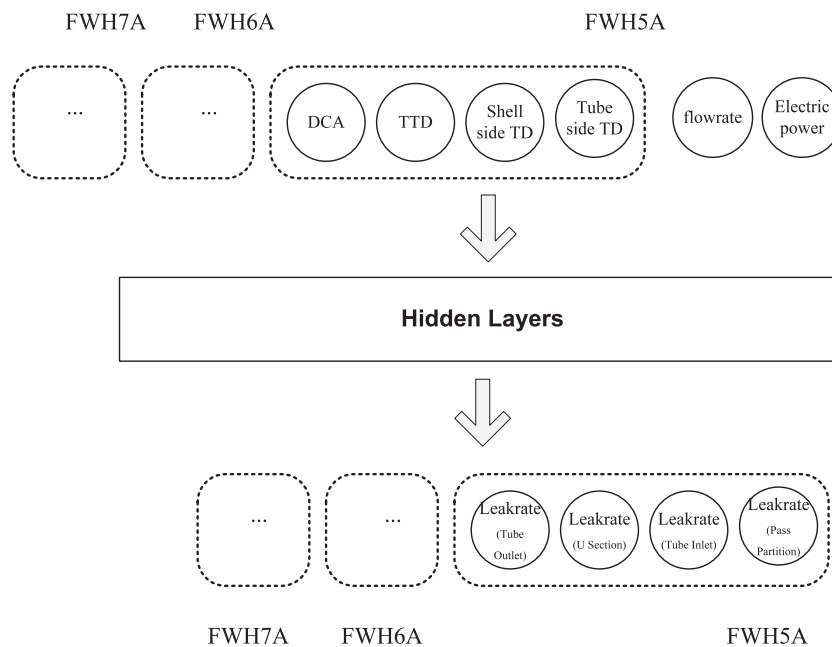 FWH7A FWH6A FWH5A
... ...
DCA
TTD
Shell
side TD
Tube
side TD
flowrate
Electric
power
Hidden Layers
... ...
Leakrate
(Tube
Outlet)
Leakrate
(U Section)
Leakrate
(Tube Inlet)
Leakrate
(Pass
Partition)
FWH7A FWH6A FWH5A